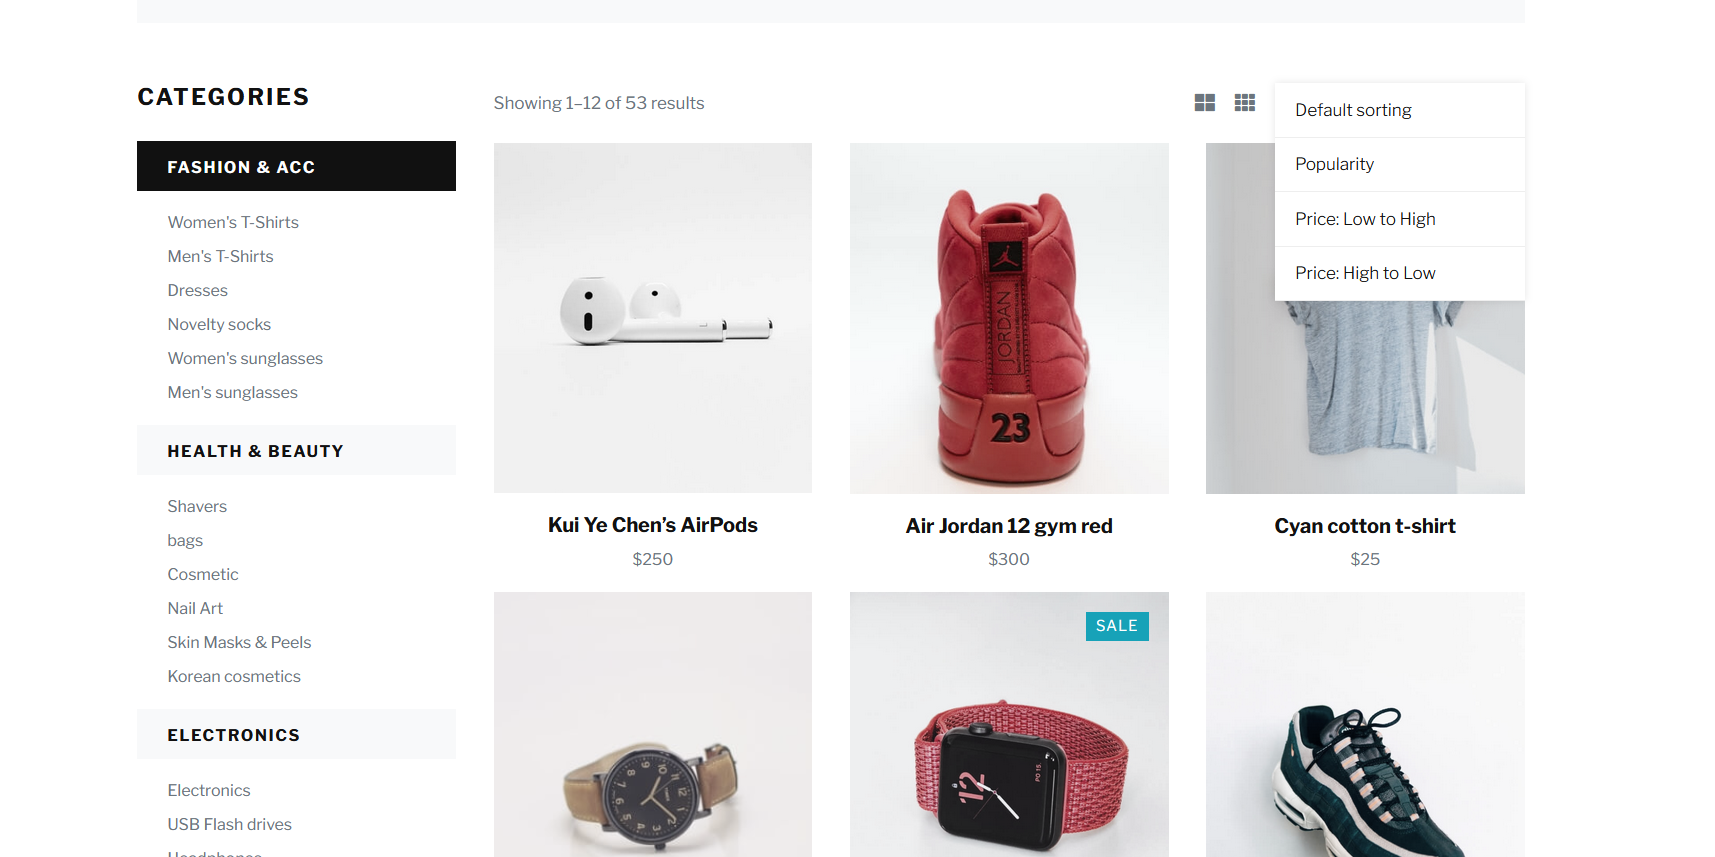 CATEGORIES
FASHION & ACC
Women's T-Shirts
Men's T-Shirts
Dresses
Novelty socks
Women's sunglasses
Men's sunglasses
HEALTH & BEAUTY
Shavers
bags
Cosmetic
Nail Art
Skin Masks & Peels
Korean cosmetics
ELECTRONICS
Electronics
USB Flash drives
Headphones
Showing 1–12 of 53 results
Default sorting
Popularity
Price: Low to High
Price: High to Low
JORDAN
23
Kui Ye Chen’s AirPods
$250
Air Jordan 12 gym red
$300
Cyan cotton t-shirt
$25
SALE
12